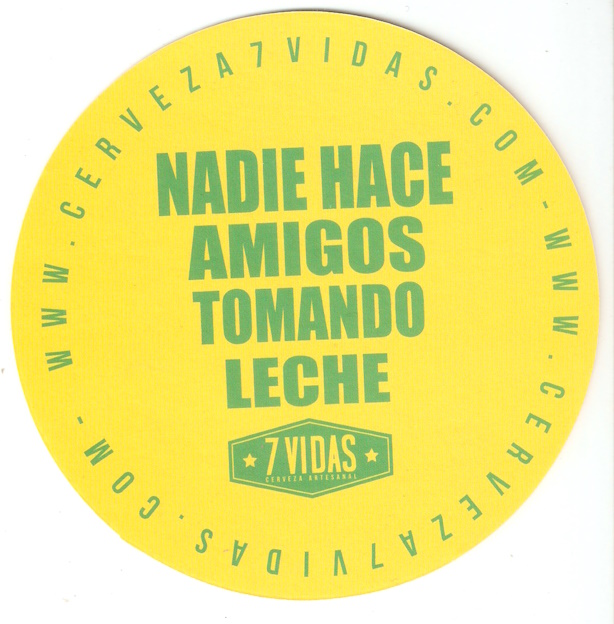 WWW.CERVEZA7VIDAS.COM-WWW.CERVEZA7VIDAS.COM-
NADIE HACE
AMIGOS
TOMANDO
LECHE
7 VIDAS
CERVEZA ARTESANAL